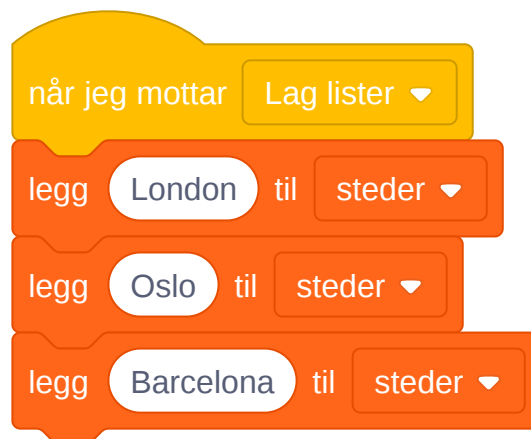 når jeg mottar Lag lister
legg London til steder
legg Oslo til steder
legg Barcelona til steder